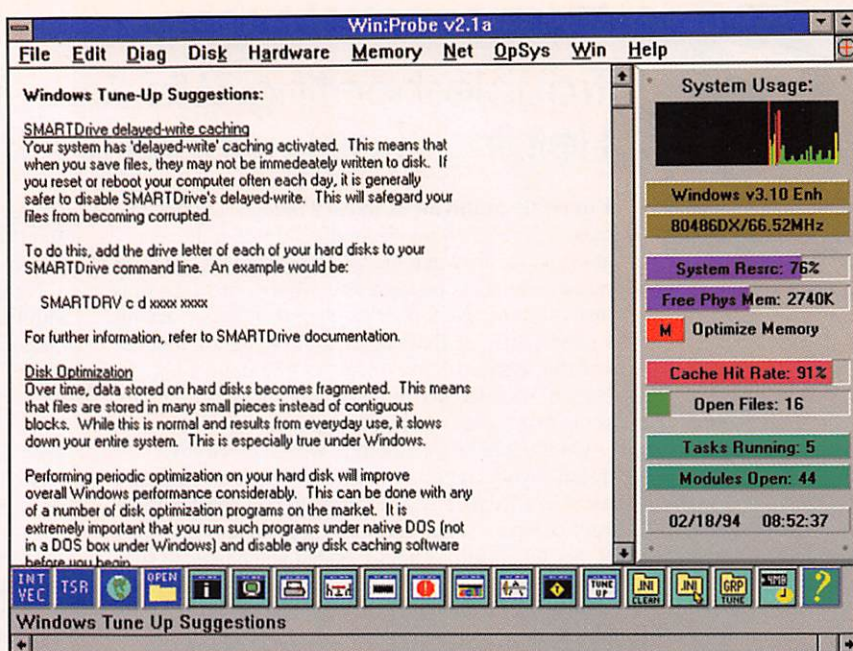 Win:Probe v2.1a
File Edit Diag Disk Hardware Memory Net OpSys Win Help
Windows Tune-Up Suggestions:
SMARTDrive delayed-write caching
Your system has 'delayed-write' caching activated. This means that
when you save files, they may not be immedeately written to disk. If
you reset or reboot your computer often each day, it is generally
safer to disable SMARTDrive's delayed-write. This will safegard your
files from becoming corrupted.
To do this, add the drive letter of each of your hard disks to your
SMARTDrive command line. An example would be:
SMARTDRV c d xxxx xxxx
For further information, refer to SMARTDrive documentation.
Disk Optimization
Over time, data stored on hard disks becomes fragmented. This means
that files are stored in many small pieces instead of contiguous
blocks. While this is normal and results from everyday use, it slows
down your entire system. This is especially true under Windows.
Performing periodic optimization on your hard disk will improve
overall Windows performance considerably. This can be done with any
of a number of disk optimization programs on the market. It is
extremely important that you run such programs under native DOS (not
in a DOS box under Windows) and disable any disk caching software
before you begin
System Usage:
Windows v3.10 Enh
80486DX/66.52MHz
System Resrc: 76%
Free Phys Mem: 2740K
M Optimize Memory
Cache Hit Rate: 91%
Open Files: 16
Tasks Running: 5
Modules Open: 44
02/18/94 08:52:37
INT VEC TSR OPEN TUNE UP .INI CLEAN .INI GRP TUNE 4MB ?
Windows Tune Up Suggestions